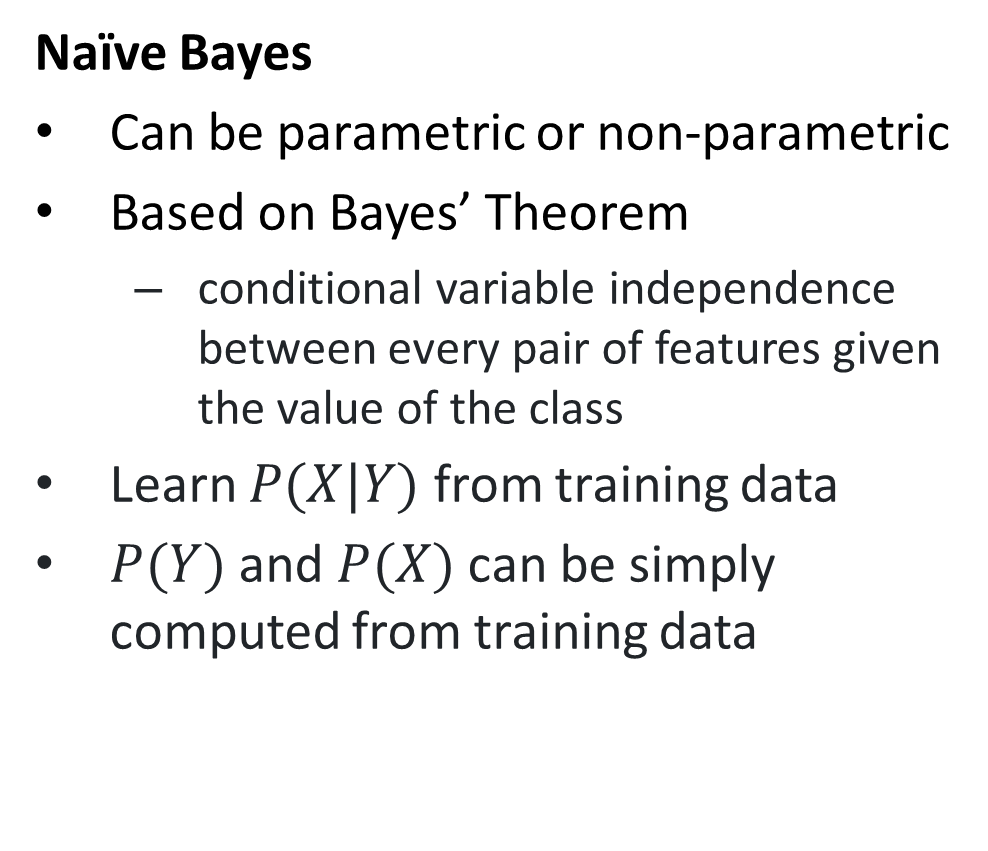 Naïve Bayes
• Can be parametric or non-parametric
• Based on Bayes’ Theorem
– conditional variable independence
between every pair of features given
the value of the class
• Learn P(X|Y) from training data
• P(Y) and P(X) can be simply
computed from training data